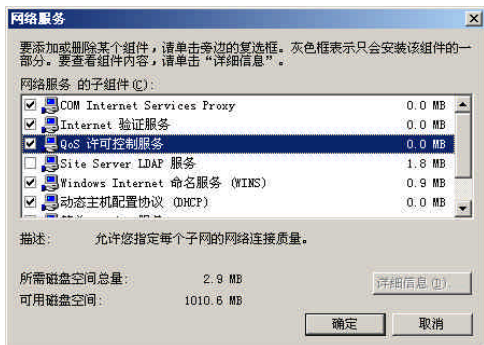 网络服务
要添加或删除某个组件，请单击旁边的复选框。灰色框表示只会安装该组件的一
部分。要查看组件内容，请单击“详细信息”。
网络服务 的子组件(C):
COM Internet Services Proxy 0.0 MB
Internet 验证服务 0.0 MB
QoS 许可控制服务 0.0 MB
Site Server LDAP 服务 1.8 MB
Windows Internet 命名服务 (WINS) 0.9 MB
动态主机配置协议 (DHCP) 0.0 MB
描述: 允许您指定每个子网的网络连接质量。
所需磁盘空间总量: 2.9 MB
详细信息(D)
可用磁盘空间: 1010.6 MB
确定 取消